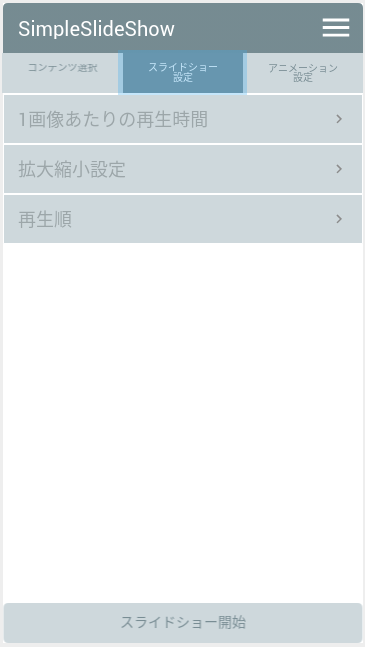 SimpleSlideShow
コンテンツ選択
スライドショー
設定
アニメーション
設定
1画像あたりの再生時間
拡大縮小設定
再生順
スライドショー開始